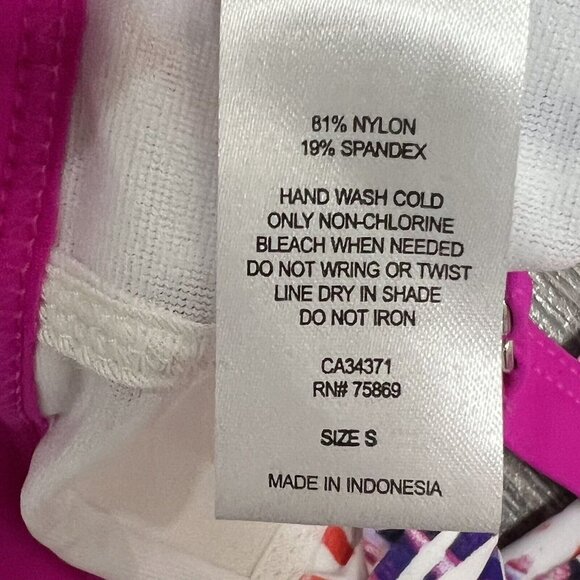 81% NYLON
19% SPANDEX
HAND WASH COLD
ONLY NON-CHLORINE
BLEACH WHEN NEEDED
DO NOT WRING OR TWIST
LINE DRY IN SHADE
DO NOT IRON
CA34371
RN# 75869
SIZE S
MADE IN INDONESIA